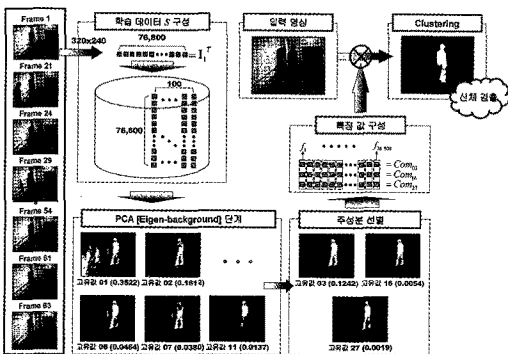 Frame 1
Frame 21
Frame 24
Frame 29
Frame 54
Frame 61
Frame 63
320x240
학습 데이터 S 구성
76,800
= I₁ᵀ
100
76,800
PCA [Eigen-background] 단계
고유값 01 (0.3522)
고유값 02 (0.1613)
고유값 06 (0.0454)
고유값 07 (0.0380)
고유값 11 (0.0137)
입력 영상
Clustering
신체 검출
특징 값 구성
= Com₀₃
주성분 선별
고유값 03 (0.1242)
고유값 16 (0.0054)
고유값 27 (0.0019)